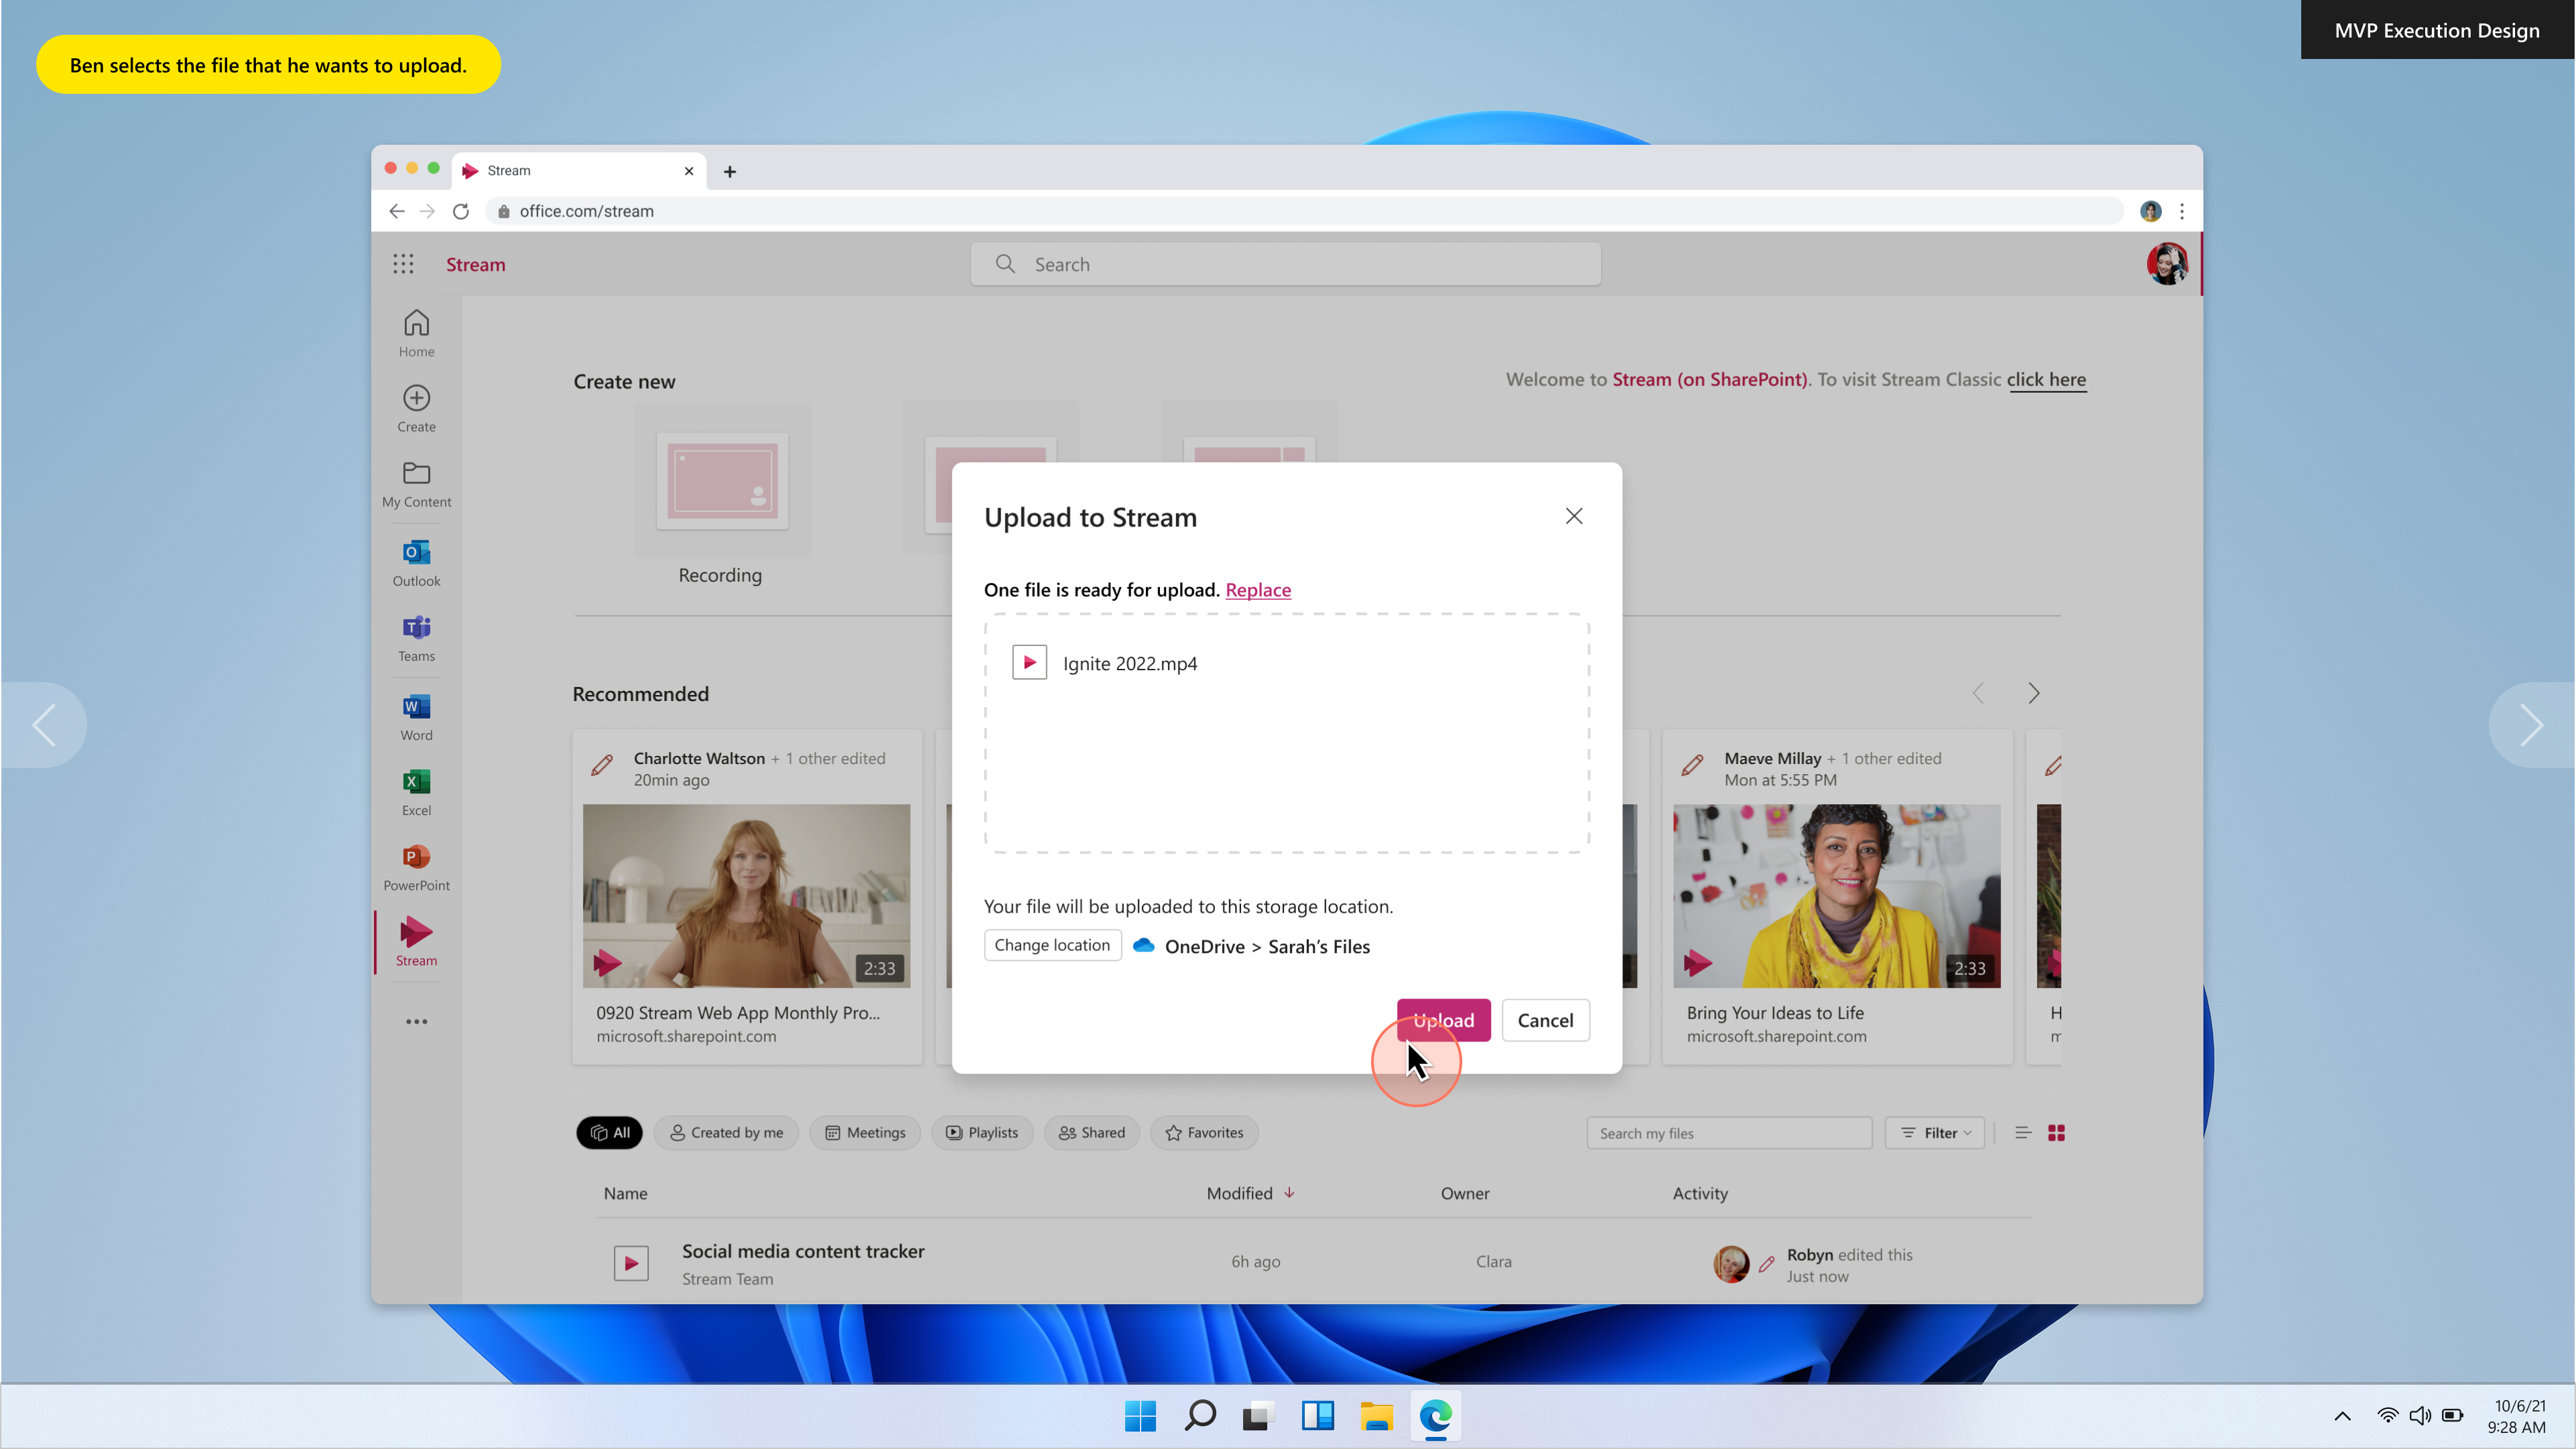 Ben selects the file that he wants to upload.
MVP Execution Design
Stream
office.com/stream
Stream
Search
Home
Create
My Content
Outlook
Teams
Word
Excel
PowerPoint
Stream
Create new
Welcome to Stream (on SharePoint). To visit Stream Classic click here
Recording
Upload to Stream
One file is ready for upload. Replace
Ignite 2022.mp4
Your file will be uploaded to this storage location.
Change location OneDrive > Sarah's Files
Upload Cancel
Recommended
Charlotte Waltson + 1 other edited
20min ago
2:33
0920 Stream Web App Monthly Pro...
microsoft.sharepoint.com
Maeve Millay + 1 other edited
Mon at 5:55 PM
2:33
Bring Your Ideas to Life
microsoft.sharepoint.com
All Created by me Meetings Playlists Shared Favorites
Search my files
Filter
Name Modified Owner Activity
Social media content tracker
Stream Team
6h ago
Clara
Robyn edited this
Just now
10/6/21
9:28 AM